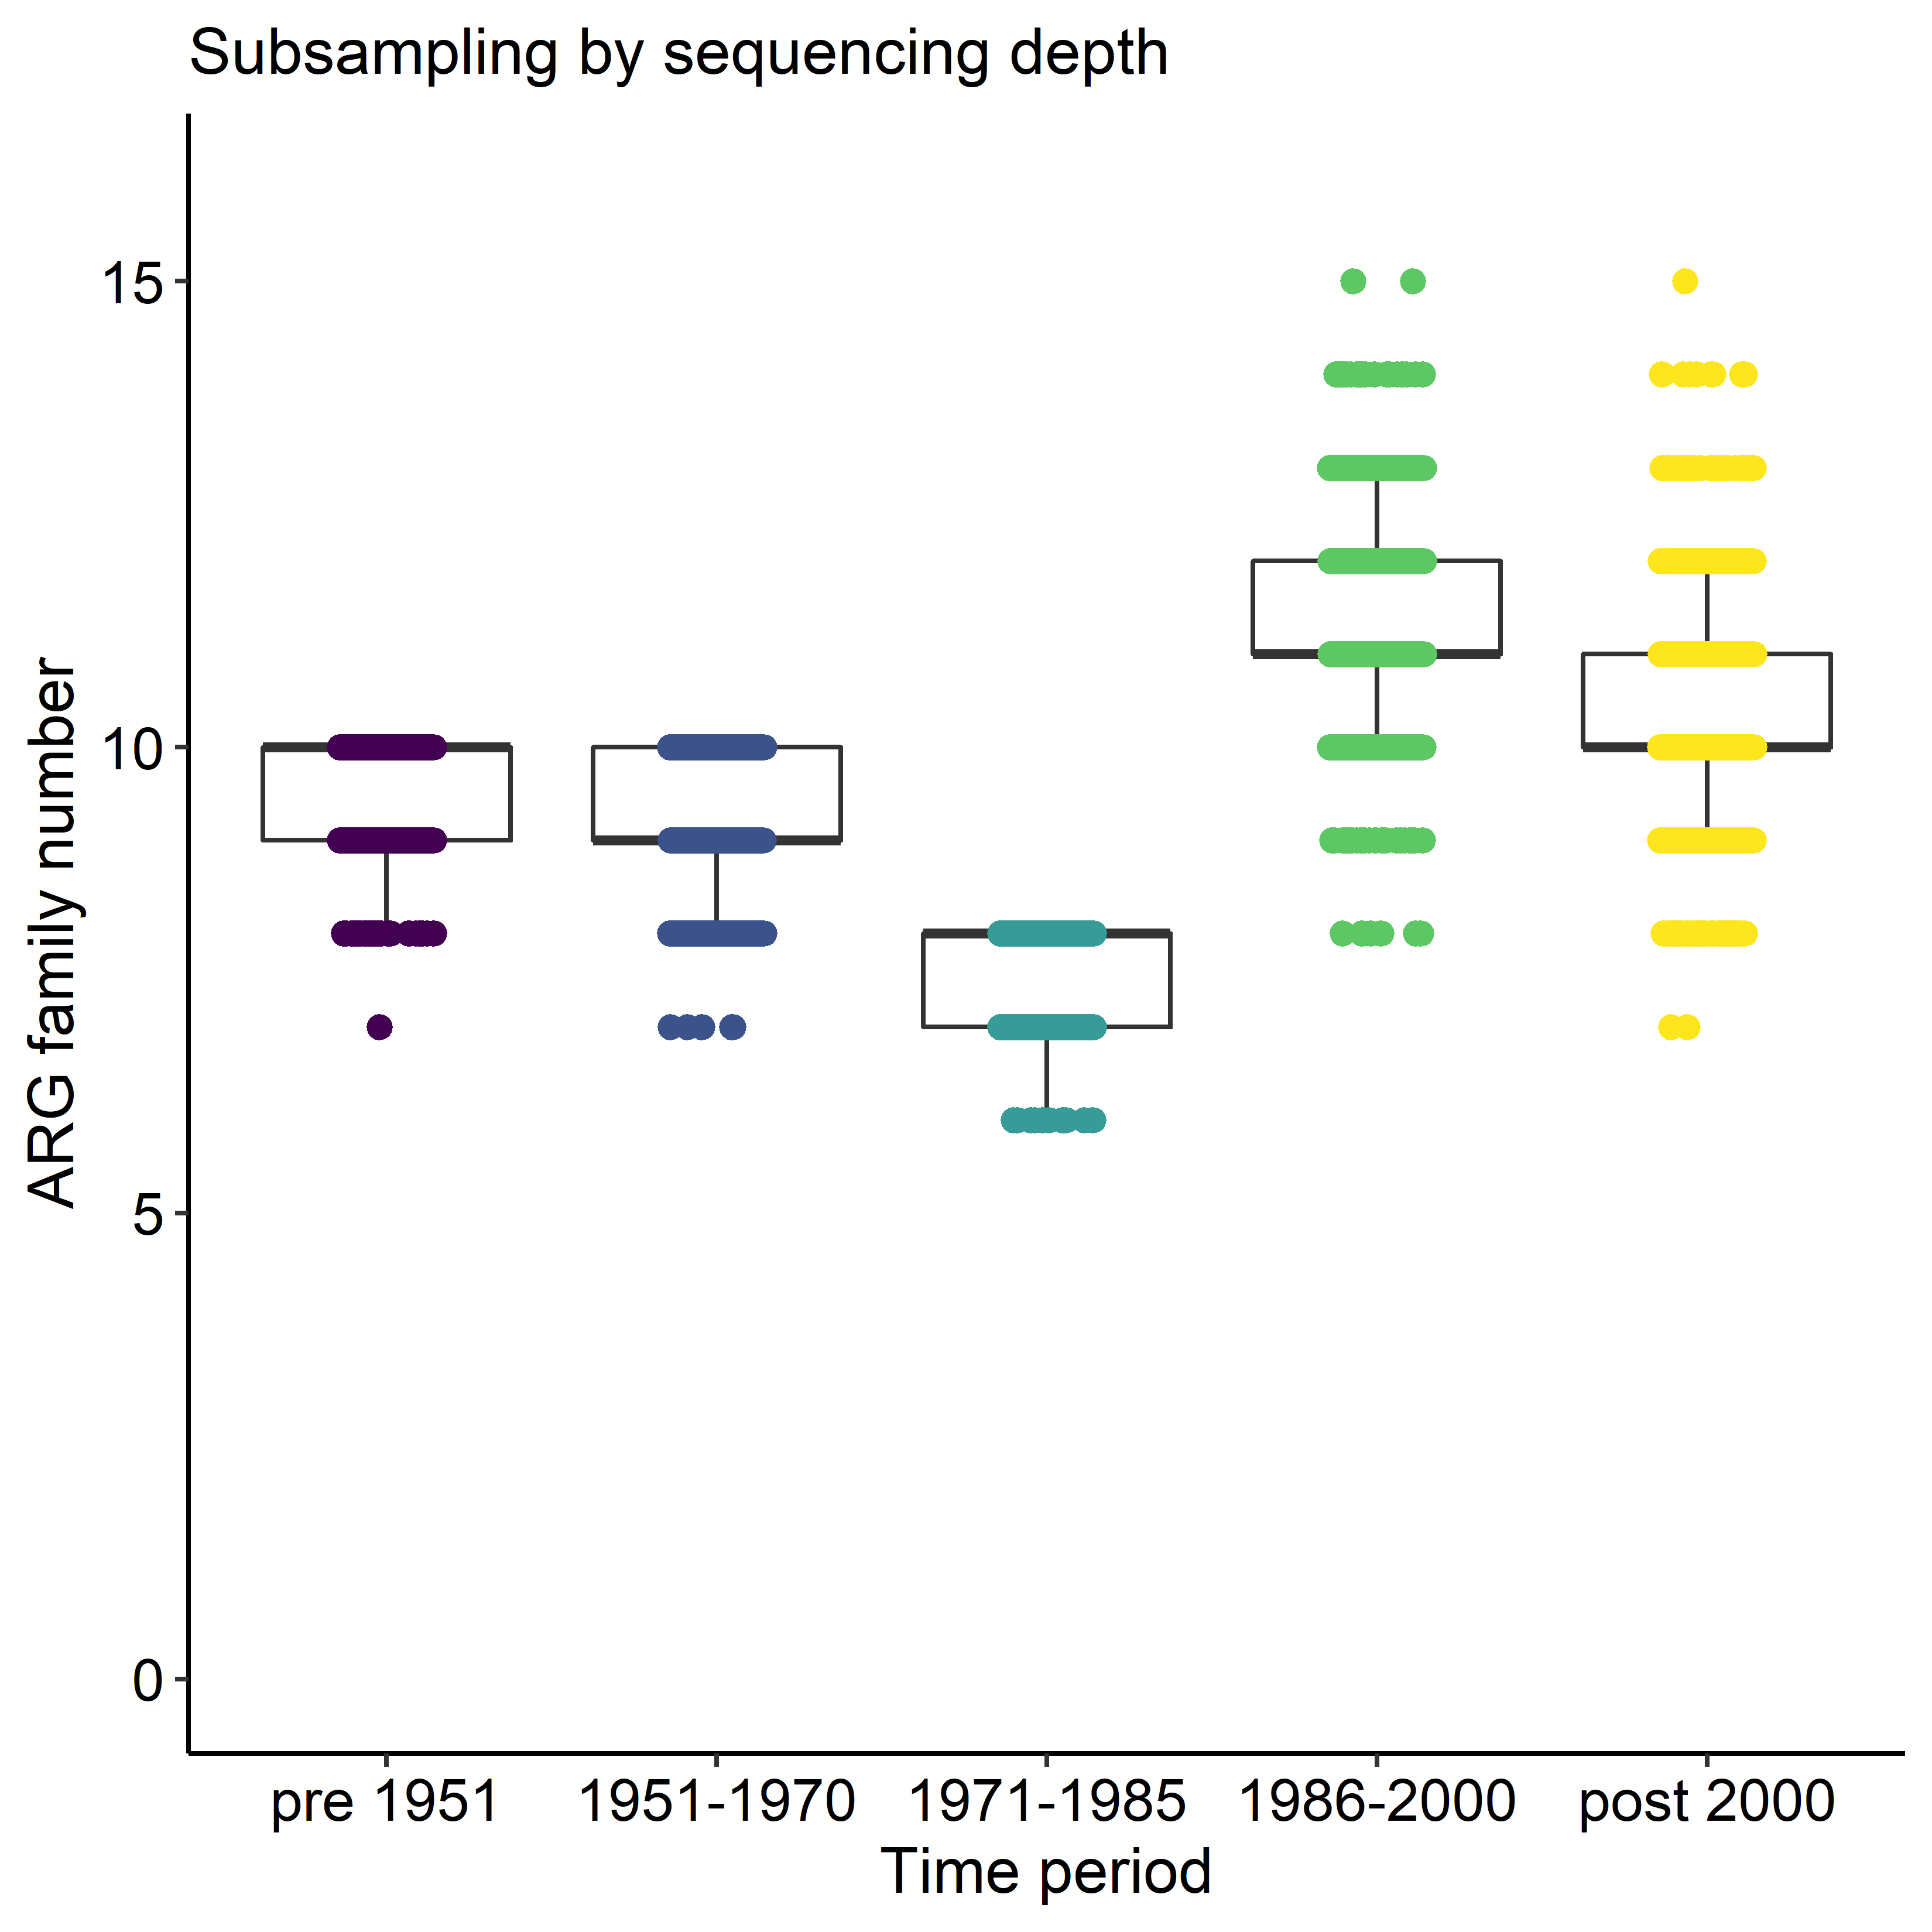 Subsampling by sequencing depth
ARG family number
15
10
5
0
pre 1951
1951-1970
1971-1985
1986-2000
post 2000
Time period